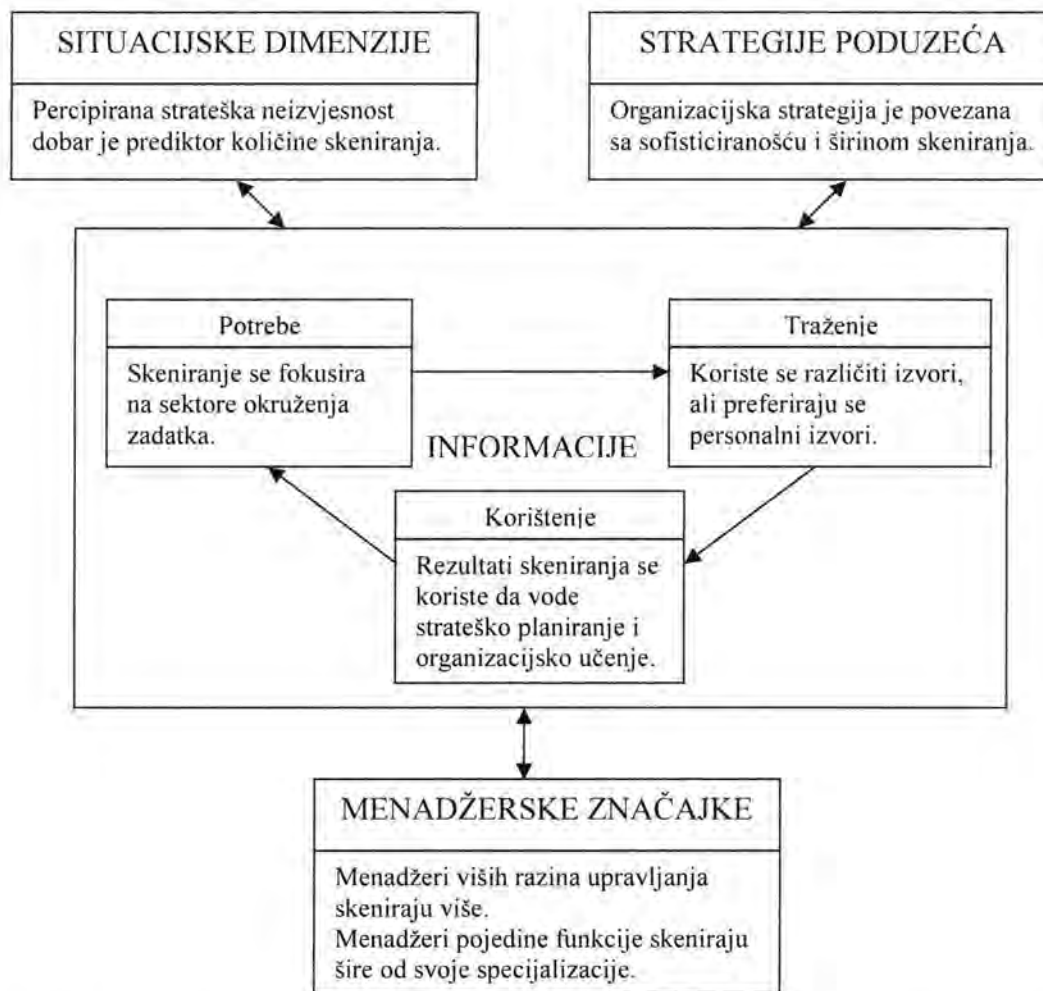 SITUACIJSKE DIMENZIJE
Percipirana strateška neizvjesnost
dobar je prediktor količine skeniranja.
STRATEGIJE PODUZEĆA
Organizacijska strategija je povezana
sa sofisticiranošću i širinom skeniranja.
Potrebe
Skeniranje se fokusira
na sektore okruženja
zadatka.
Traženje
Koriste se različiti izvori,
ali preferiraju se
personalni izvori.
INFORMACIJE
Korištenje
Rezultati skeniranja se
koriste da vode
strateško planiranje i
organizacijsko učenje.
MENADŽERSKE ZNAČAJKE
Menadžeri viših razina upravljanja
skeniraju više.
Menadžeri pojedine funkcije skeniraju
šire od svoje specijalizacije.